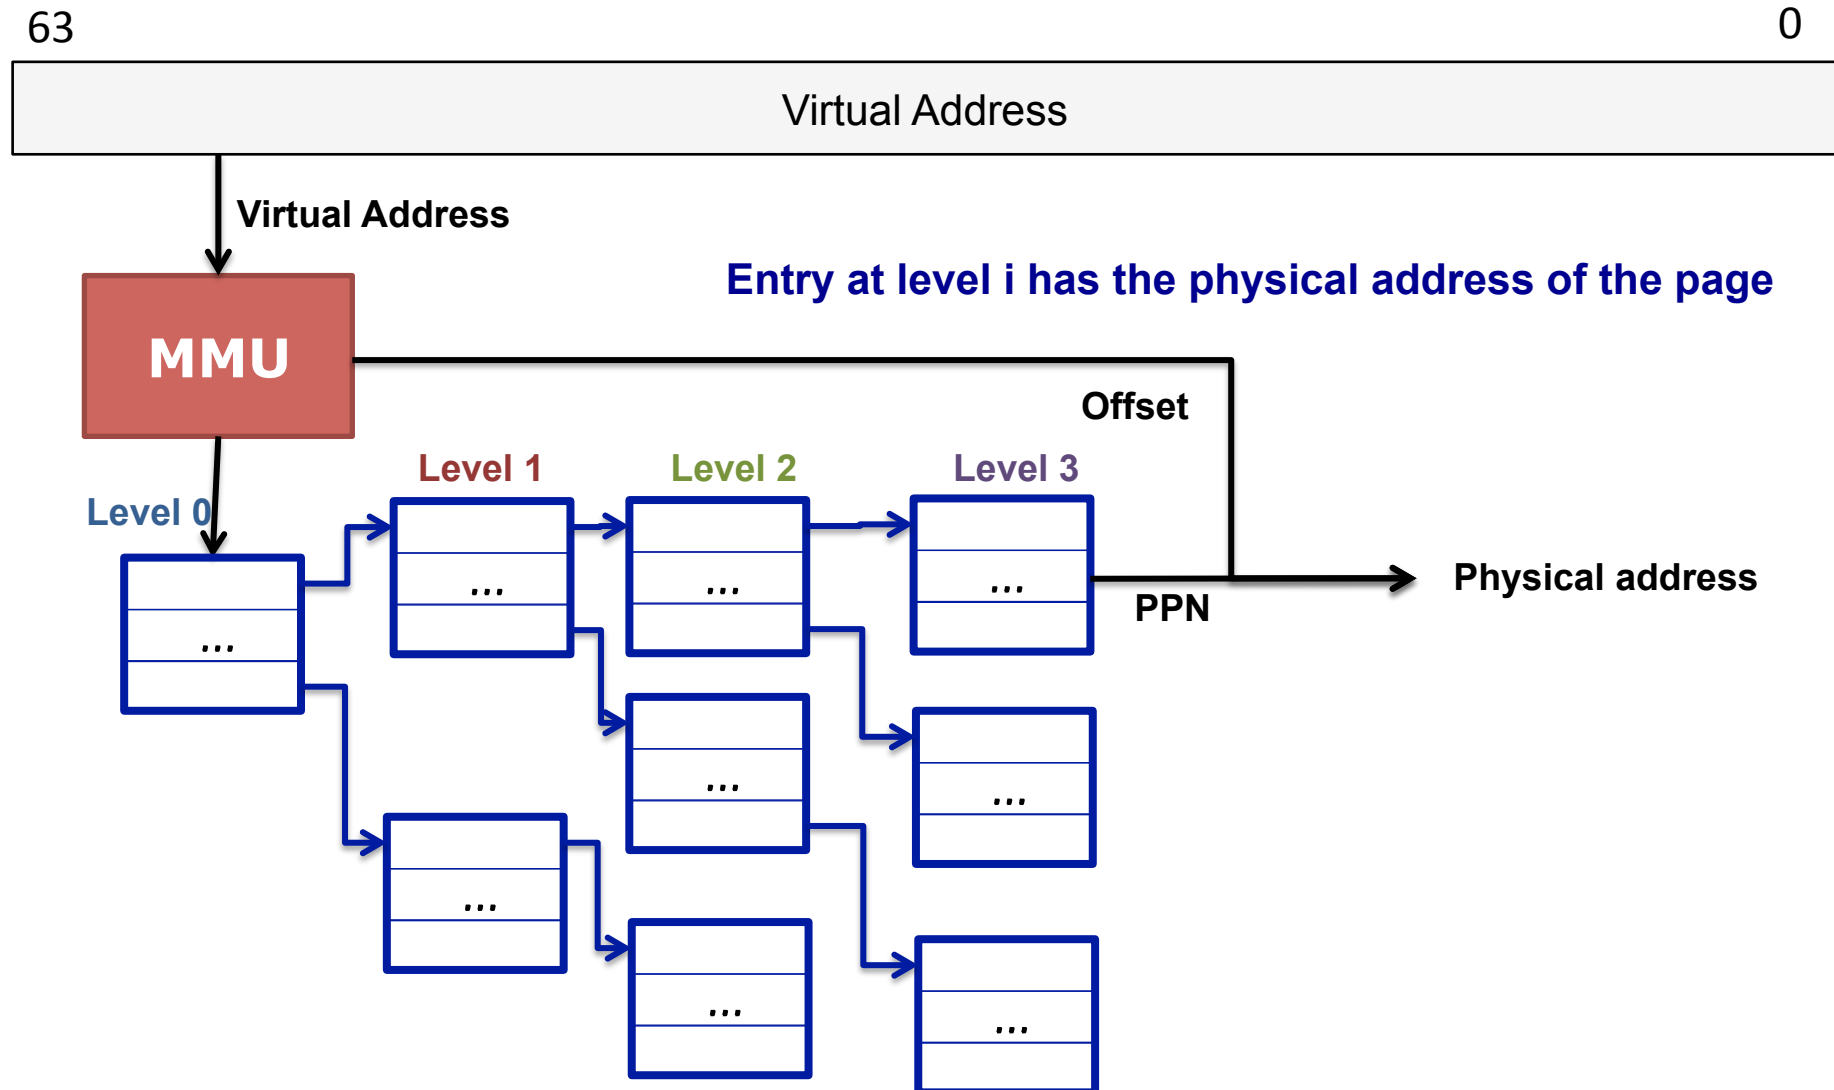 63
0
Virtual Address
Virtual Address
Entry at level i has the physical address of the page
MMU
Offset
Level 0
Level 1
Level 2
Level 3
...
...
...
...
PPN
Physical address
...
...
...
...
...